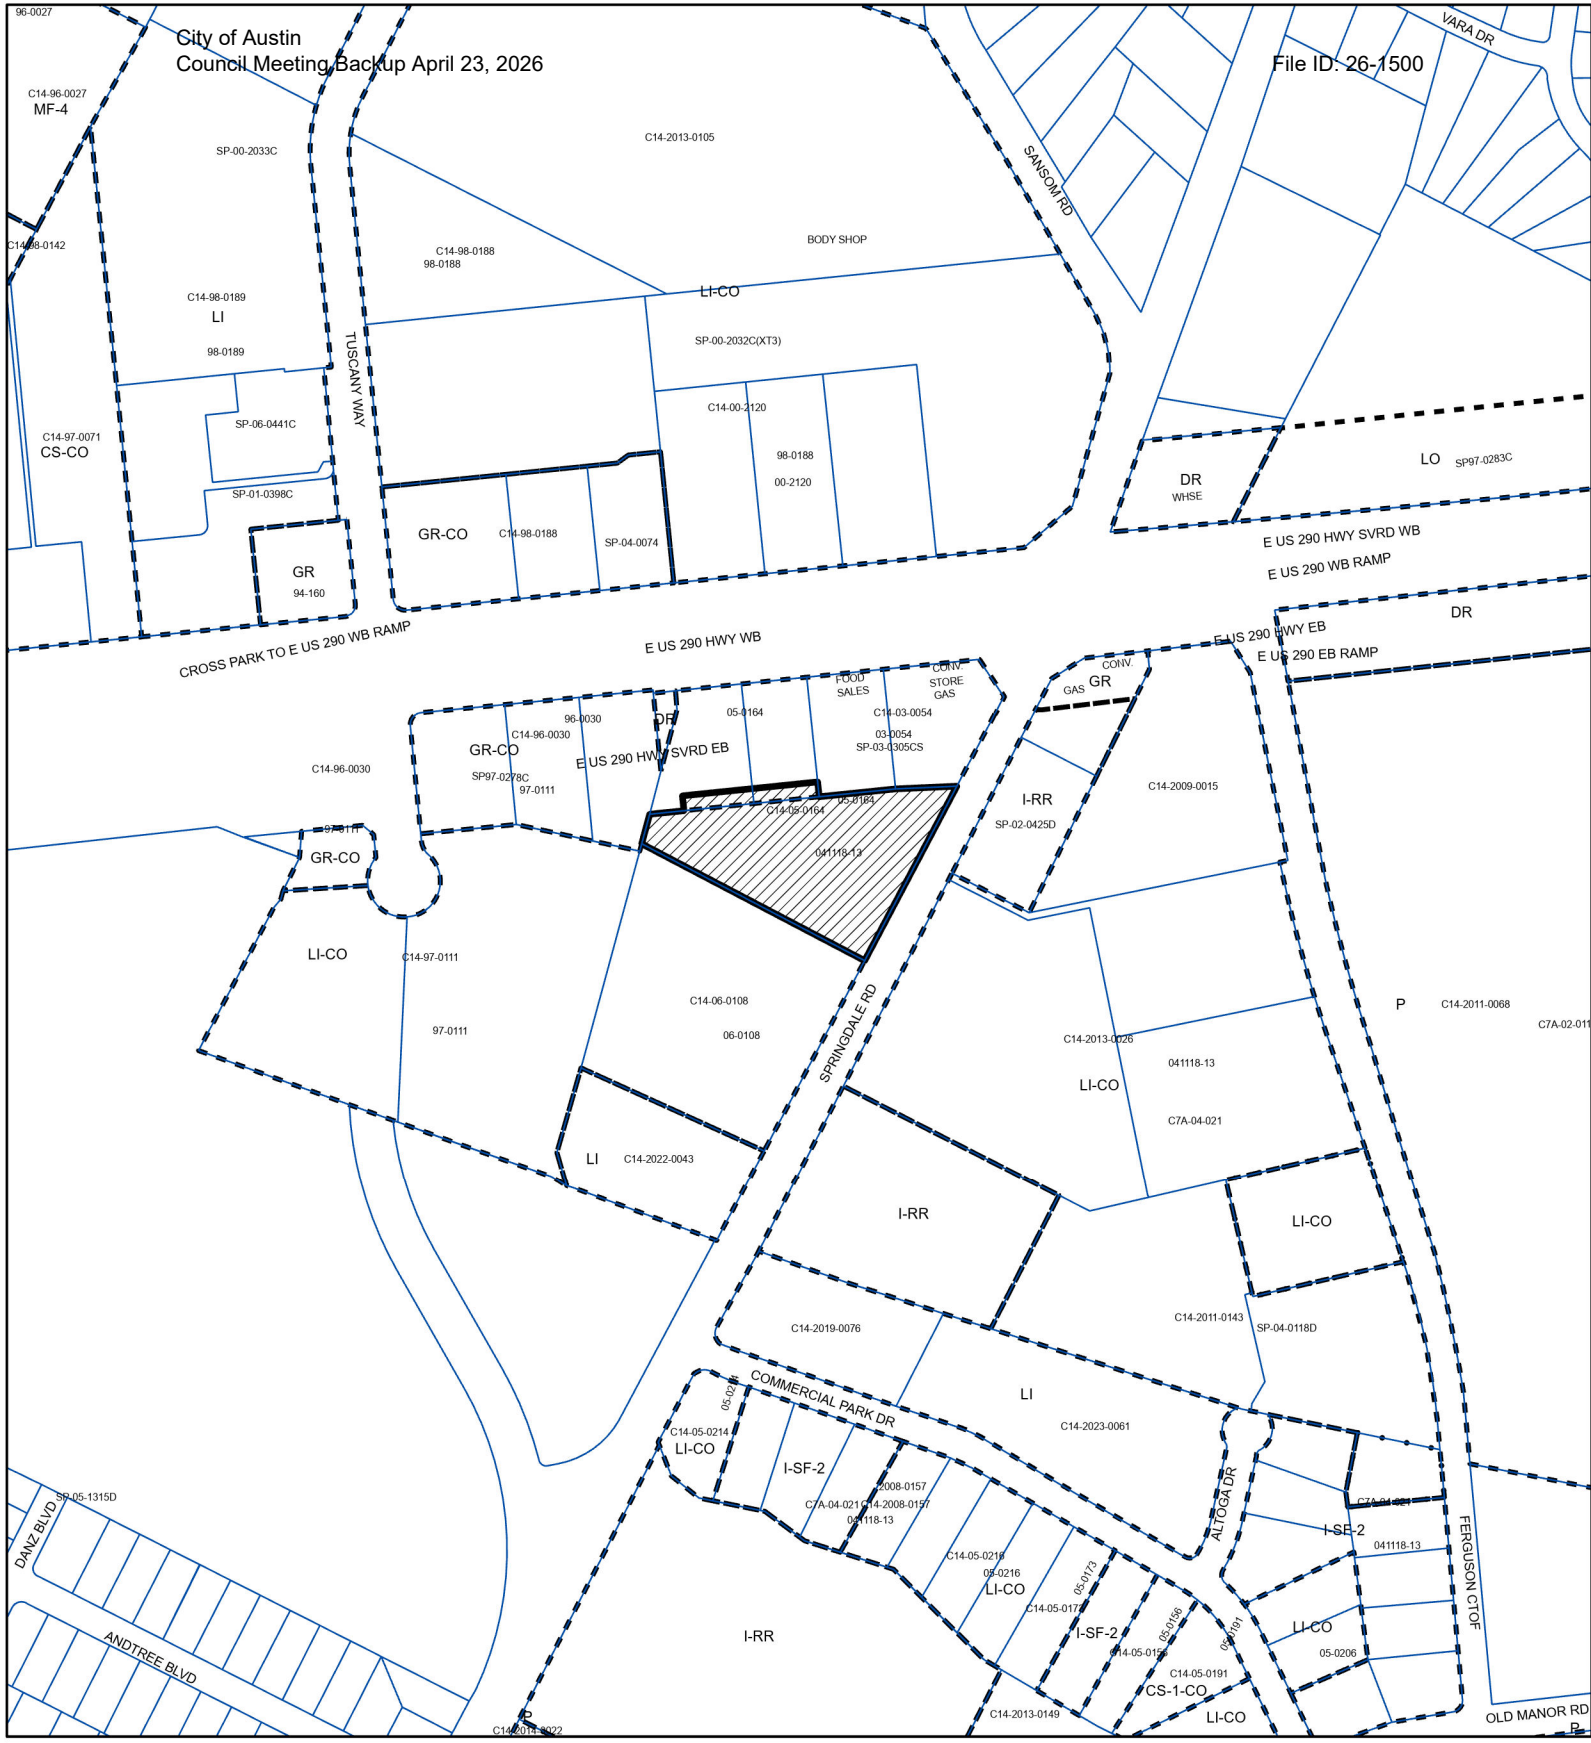 96-0027
City of Austin
Council Meeting Backup April 23, 2026
File ID: 26-1500
VARA DR
C14-96-0027
MF-4
SP-00-2033C
C14-2013-0105
SANSOM RD
C14-98-0142
C14-98-0188
98-0188
BODY SHOP
C14-98-0189
LI
98-0189
LI-CO
SP-00-2032C(XT3)
TUSCANY WAY
C14-97-0071
CS-CO
SP-06-0441C
C14-00-2120
98-0188
00-2120
SP-01-0398C
LO
SP97-0283C
DR
WHSE
GR-CO
C14-98-0188
SP-04-0074
GR
94-160
E US 290 HWY SVRD WB
E US 290 WB RAMP
DR
CROSS PARK TO E US 290 WB RAMP
E US 290 HWY WB
E US 290 HWY EB
E US 290 EB RAMP
FOOD
SALES
CONV.
STORE
GAS
CONV.
GAS
GR
96-0030
C14-96-0030
DR
05-0164
C14-03-0054
03-0054
SP-03-0305CS
GR-CO
E US 290 HWY SVRD EB
C14-96-0030
SP97-0278C
97-0111
C14-2009-0015
I-RR
SP-02-0425D
05-0164
C14-05-0164
97-0111
GR-CO
041118-13
LI-CO
C14-97-0111
97-0111
C14-06-0108
06-0108
SPRINGDALE RD
P
C14-2011-0068
C7A-02-011
C14-2013-0026
041118-13
LI-CO
C7A-04-021
LI
C14-2022-0043
I-RR
LI-CO
C14-2019-0076
C14-2011-0143
SP-04-0118D
COMMERCIAL PARK DR
LI
C14-2023-0061
05-0214
C14-05-0214
LI-CO
I-SF-2
2008-0157
C7A-04-021
C14-2008-0157
041118-13
ALTOGA DR
I-SF-2
041118-13
FERGUSON CTOF
SP-05-1315D
DANZ BLVD
ANDTREE BLVD
C14-05-0216
05-0216
LI-CO
05-0173
I-SF-2
05-0156
05-0191
LI-CO
05-0206
C14-05-0191
CS-1-CO
LI-CO
I-RR
C14-2013-0149
P
C14-2014-0022
OLD MANOR RD
P